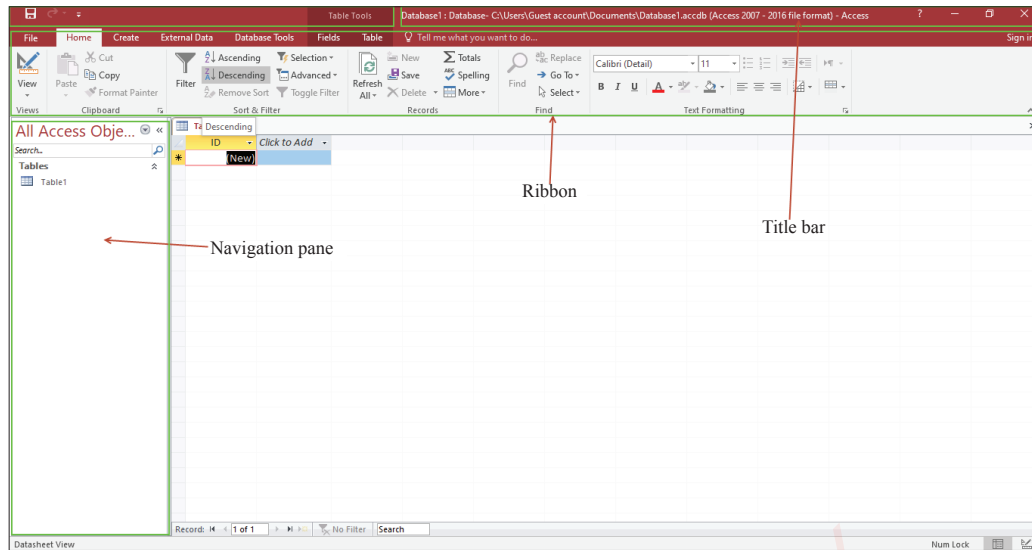 Table Tools Database1 : Database- C:\Users\Guest account\Documents\Database1.accdb (Access 2007 - 2016 file format) - Access ?
File Home Create External Data Database Tools Fields Table Tell me what you want to do... Sign in
View
Paste
Cut
Copy
Format Painter
Filter
Ascending
Descending
Remove Sort
Selection
Advanced
Toggle Filter
Refresh
All
New
Save
Delete
Totals
Spelling
More
Find
Replace
Go To
Select
Calibri (Detail) 11
B I U A
Views Clipboard Sort & Filter Records Find Text Formatting
All Access Obje... «
Search...
Tables
Table1
Ta Descending
ID Click to Add
* (New)
Ribbon
Title bar
Navigation pane
Record: 1 of 1 No Filter Search
Datasheet View Num Lock